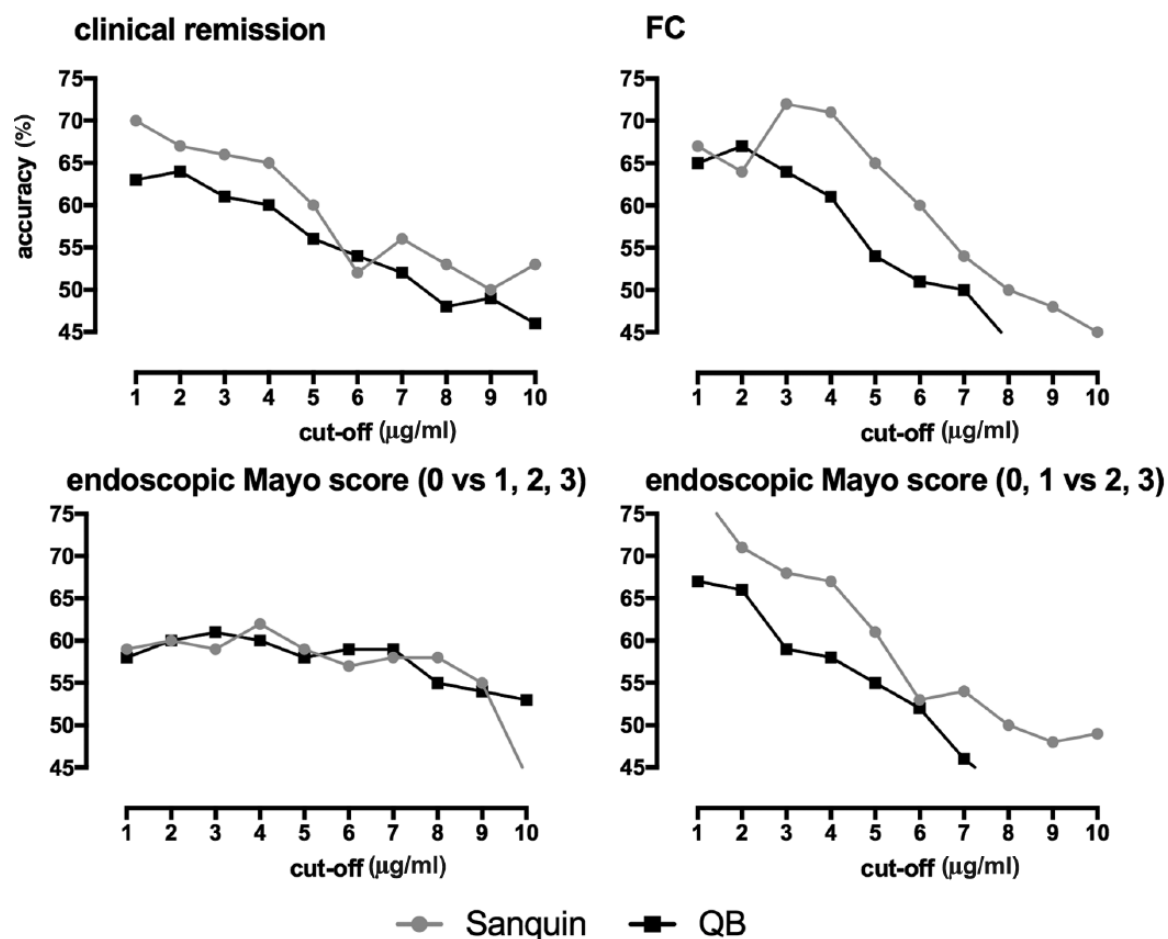 clinical remission
FC
accuracy (%)
75
70
65
60
55
50
45
1 2 3 4 5 6 7 8 9 10
cut-off (μg/ml)
75
70
65
60
55
50
45
1 2 3 4 5 6 7 8 9 10
cut-off (μg/ml)
endoscopic Mayo score (0 vs 1, 2, 3)
endoscopic Mayo score (0, 1 vs 2, 3)
75
70
65
60
55
50
45
1 2 3 4 5 6 7 8 9 10
cut-off (μg/ml)
75
70
65
60
55
50
45
1 2 3 4 5 6 7 8 9 10
cut-off (μg/ml)
Sanquin QB